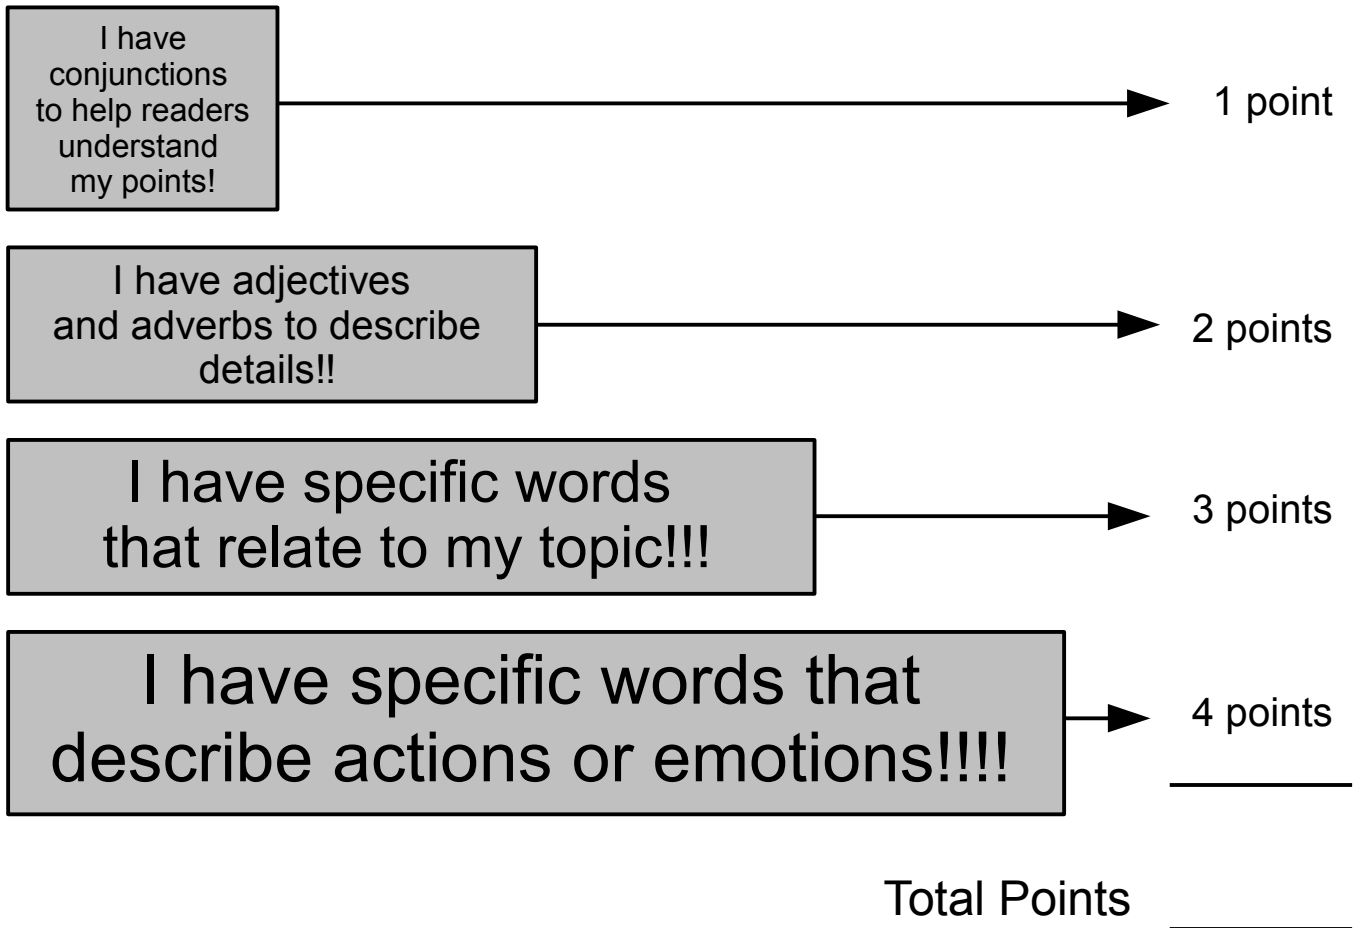 I have
conjunctions
to help readers
understand
my points!
1 point
I have adjectives
and adverbs to describe
details!!
2 points
I have specific words
that relate to my topic!!!
3 points
I have specific words that
describe actions or emotions!!!!
4 points
Total Points